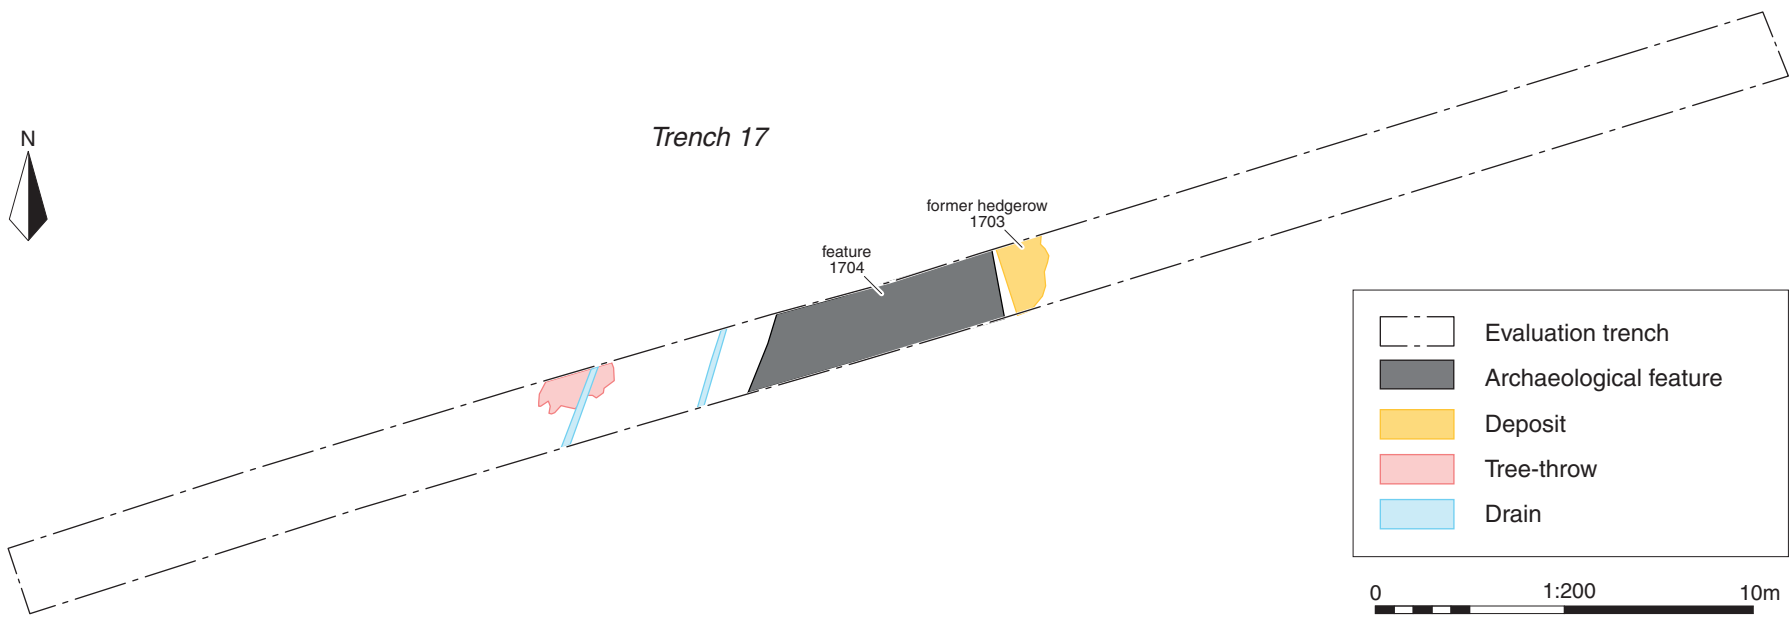 N
Trench 17
former hedgerow
1703
feature
1704
Evaluation trench
Archaeological feature
Deposit
Tree-throw
Drain
0 1:200 10m